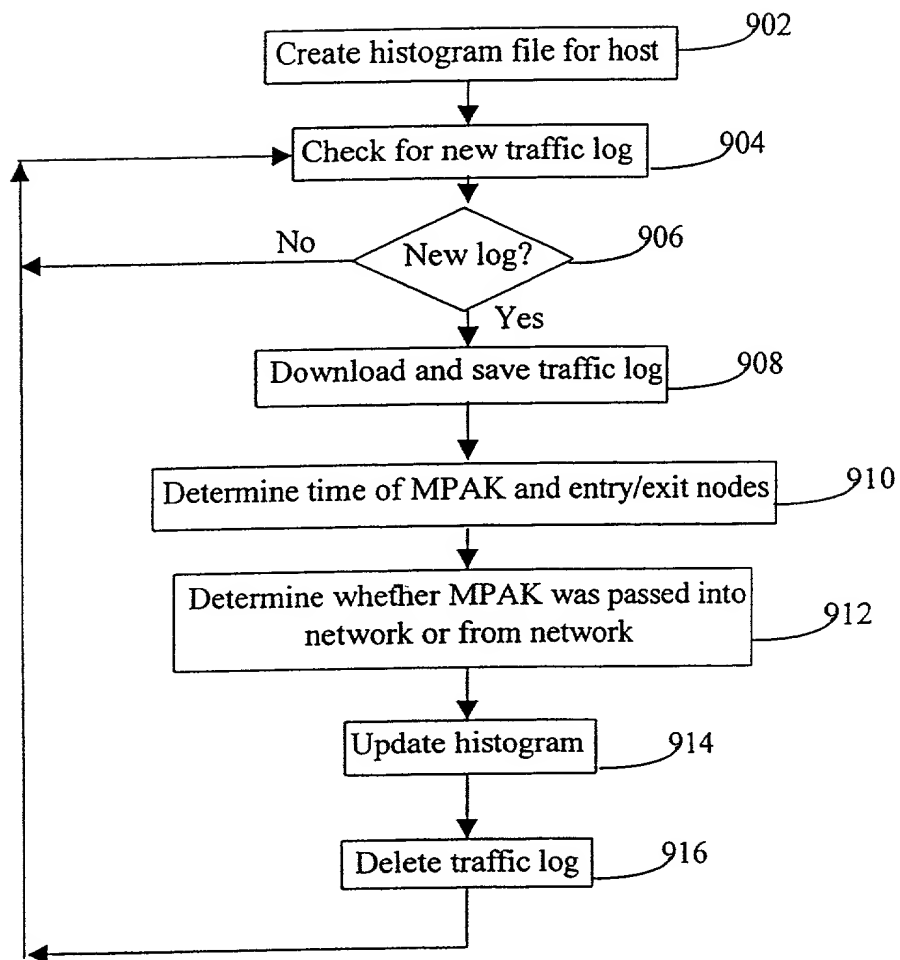 902
Create histogram file for host
Check for new traffic log
904
No
New log?
906
Yes
Download and save traffic log
908
Determine time of MPAK and entry/exit nodes
910
Determine whether MPAK was passed into
network or from network
912
Update histogram
914
Delete traffic log
916